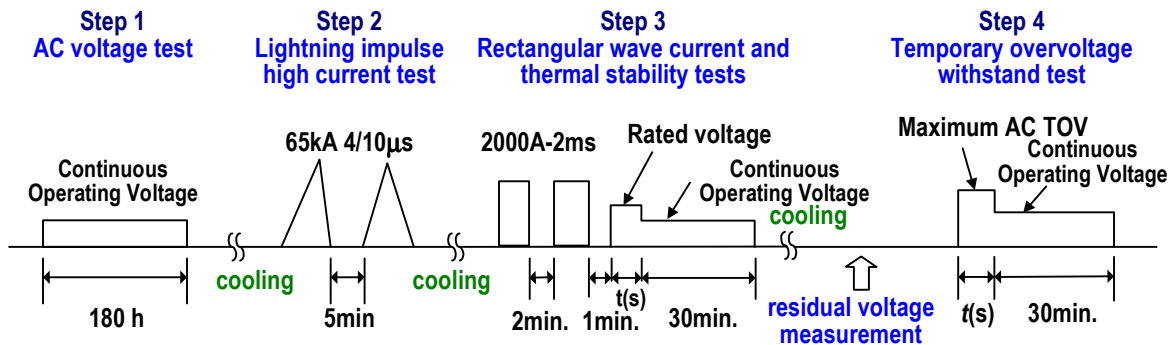 Step 1
AC voltage test
Step 2
Lightning impulse
high current test
Step 3
Rectangular wave current and
thermal stability tests
Step 4
Temporary overvoltage
withstand test
Continuous
Operating Voltage
180 h
cooling
65kA 4/10μs
5min
cooling
2000A-2ms
Rated voltage
Continuous
Operating Voltage
cooling
2min.
1min.
t(s)
30min.
residual voltage
measurement
Maximum AC TOV
Continuous
Operating Voltage
t(s)
30min.